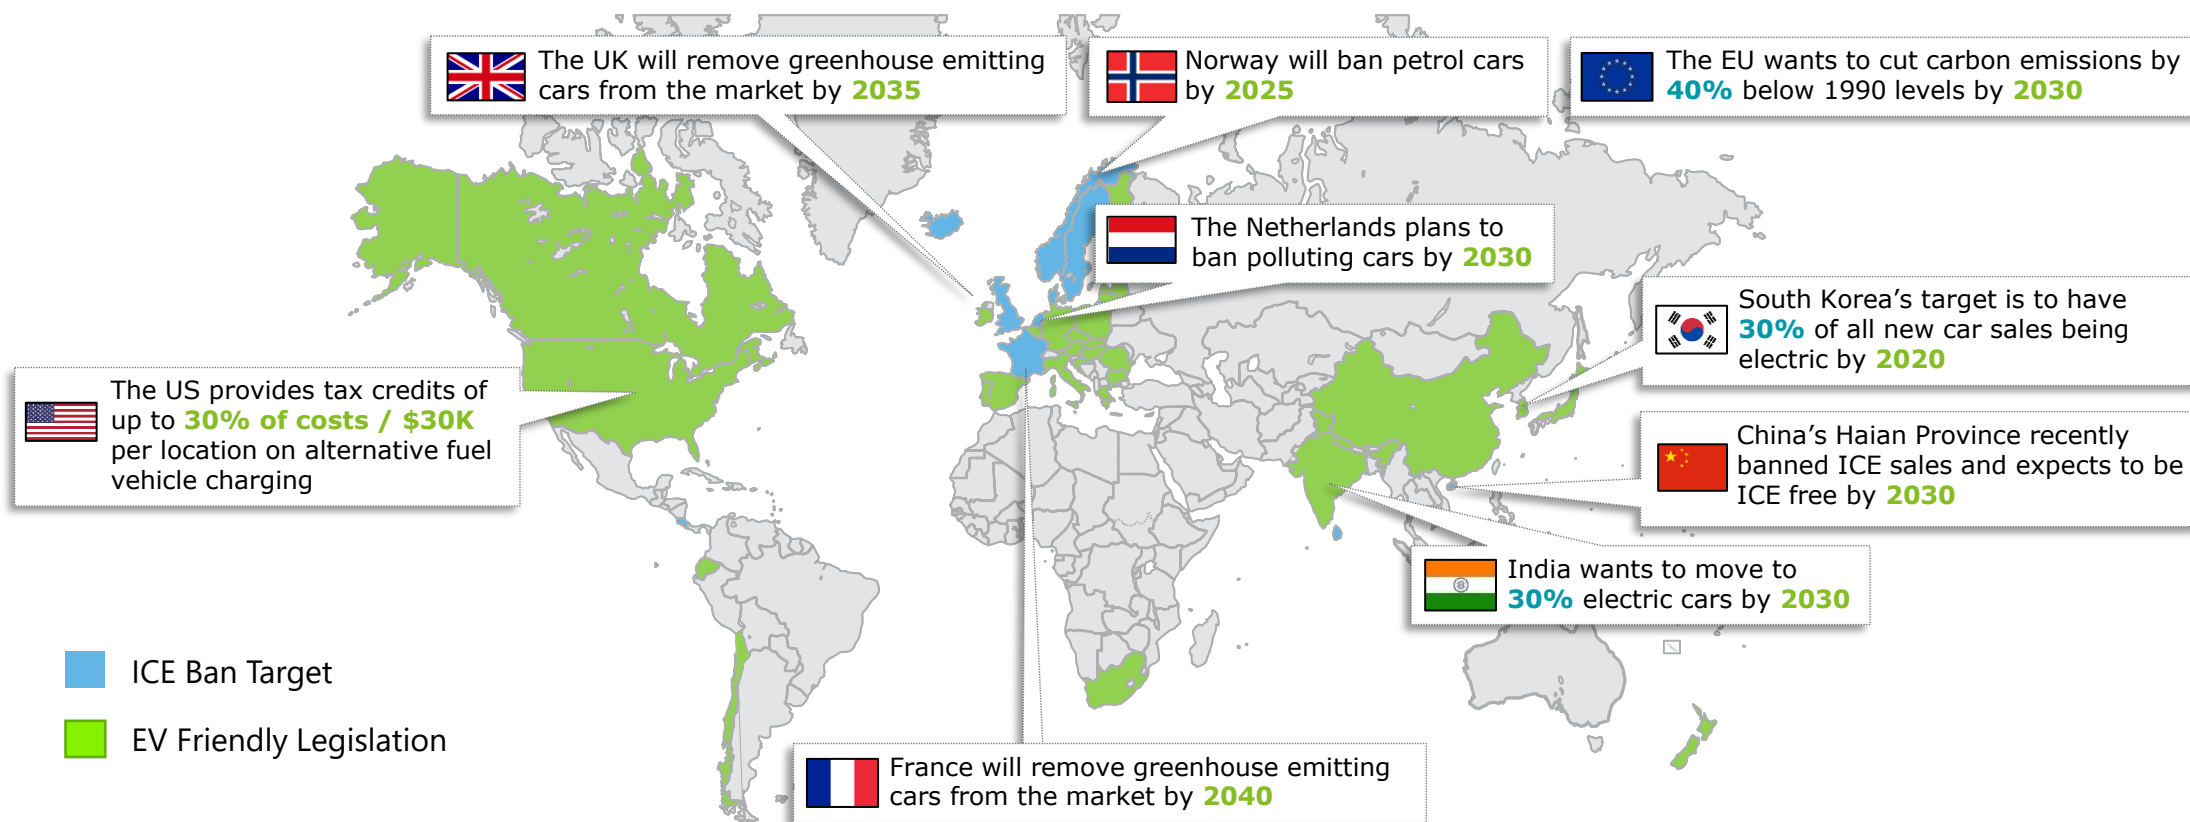 The UK will remove greenhouse emitting
cars from the market by 2035
Norway will ban petrol cars
by 2025
The EU wants to cut carbon emissions by
40% below 1990 levels by 2030
The Netherlands plans to
ban polluting cars by 2030
South Korea’s target is to have
30% of all new car sales being
electric by 2020
The US provides tax credits of
up to 30% of costs / $30K
per location on alternative fuel
vehicle charging
China’s Haian Province recently
banned ICE sales and expects to be
ICE free by 2030
India wants to move to
30% electric cars by 2030
ICE Ban Target
EV Friendly Legislation
France will remove greenhouse emitting
cars from the market by 2040